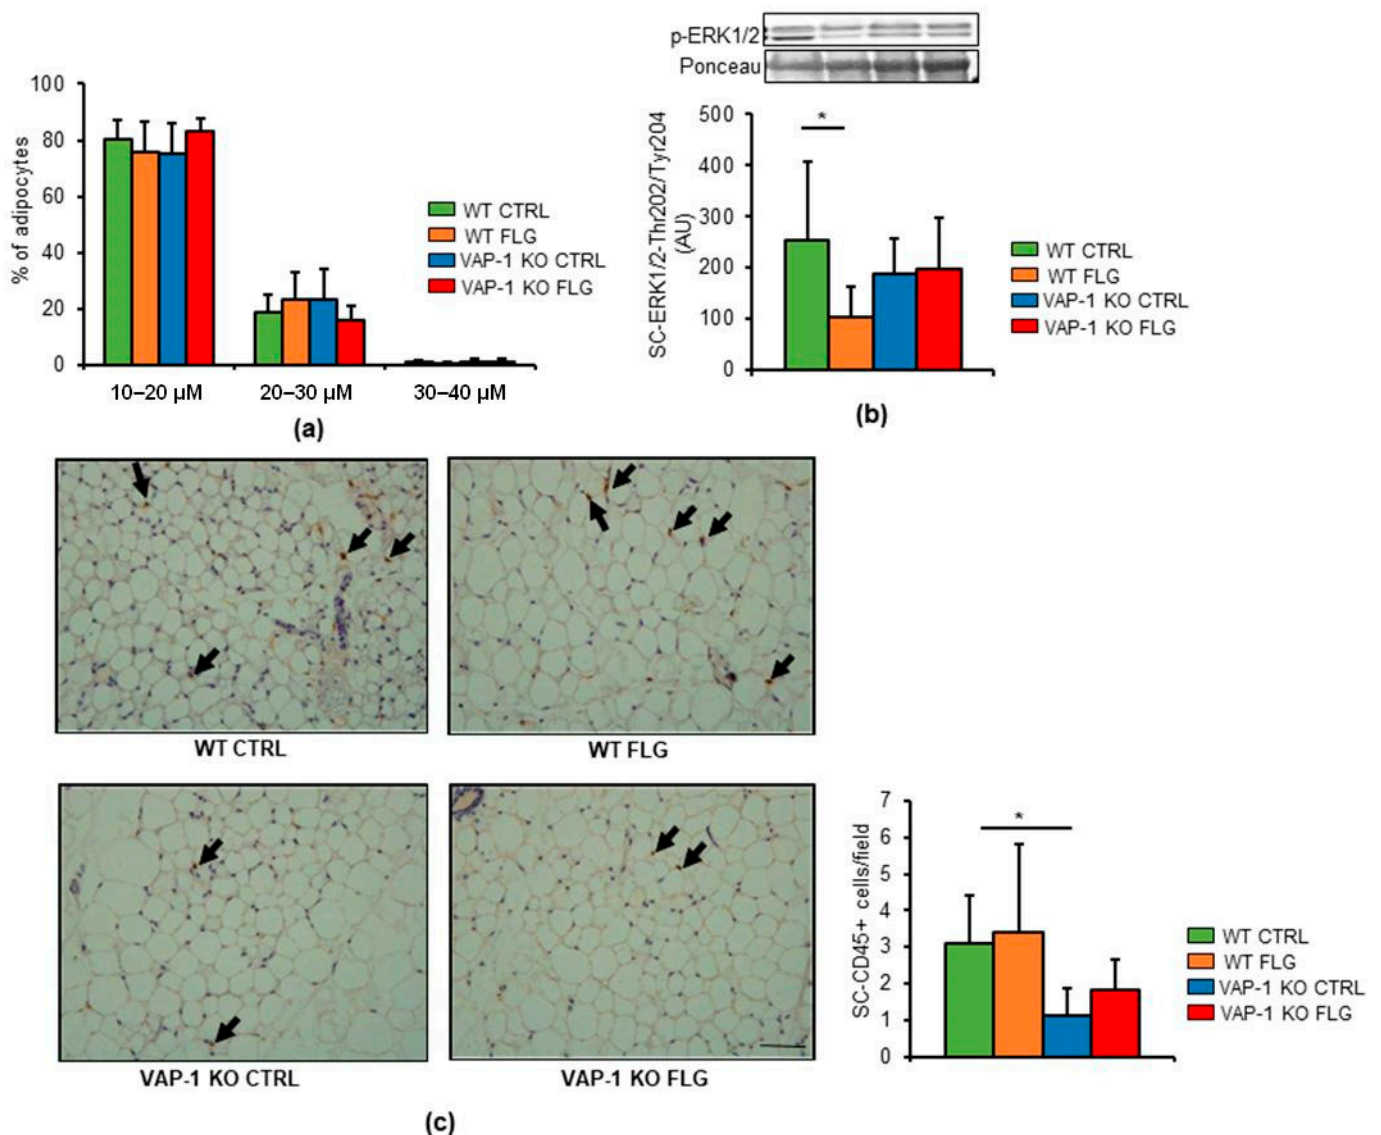 100
80
60
40
20
0
% of adipocytes
10–20 µM 20–30 µM 30–40 µM
WT CTRL
WT FLG
VAP-1 KO CTRL
VAP-1 KO FLG
(a)
p-ERK1/2
Ponceau
500
400
300
200
100
0
SC-ERK1/2-Thr202/Tyr204
(AU)
*
WT CTRL
WT FLG
VAP-1 KO CTRL
VAP-1 KO FLG
(b)
WT CTRL
WT FLG
VAP-1 KO CTRL
VAP-1 KO FLG
7
6
5
4
3
2
1
0
SC-CD45+ cells/field
*
WT CTRL
WT FLG
VAP-1 KO CTRL
VAP-1 KO FLG
(c)